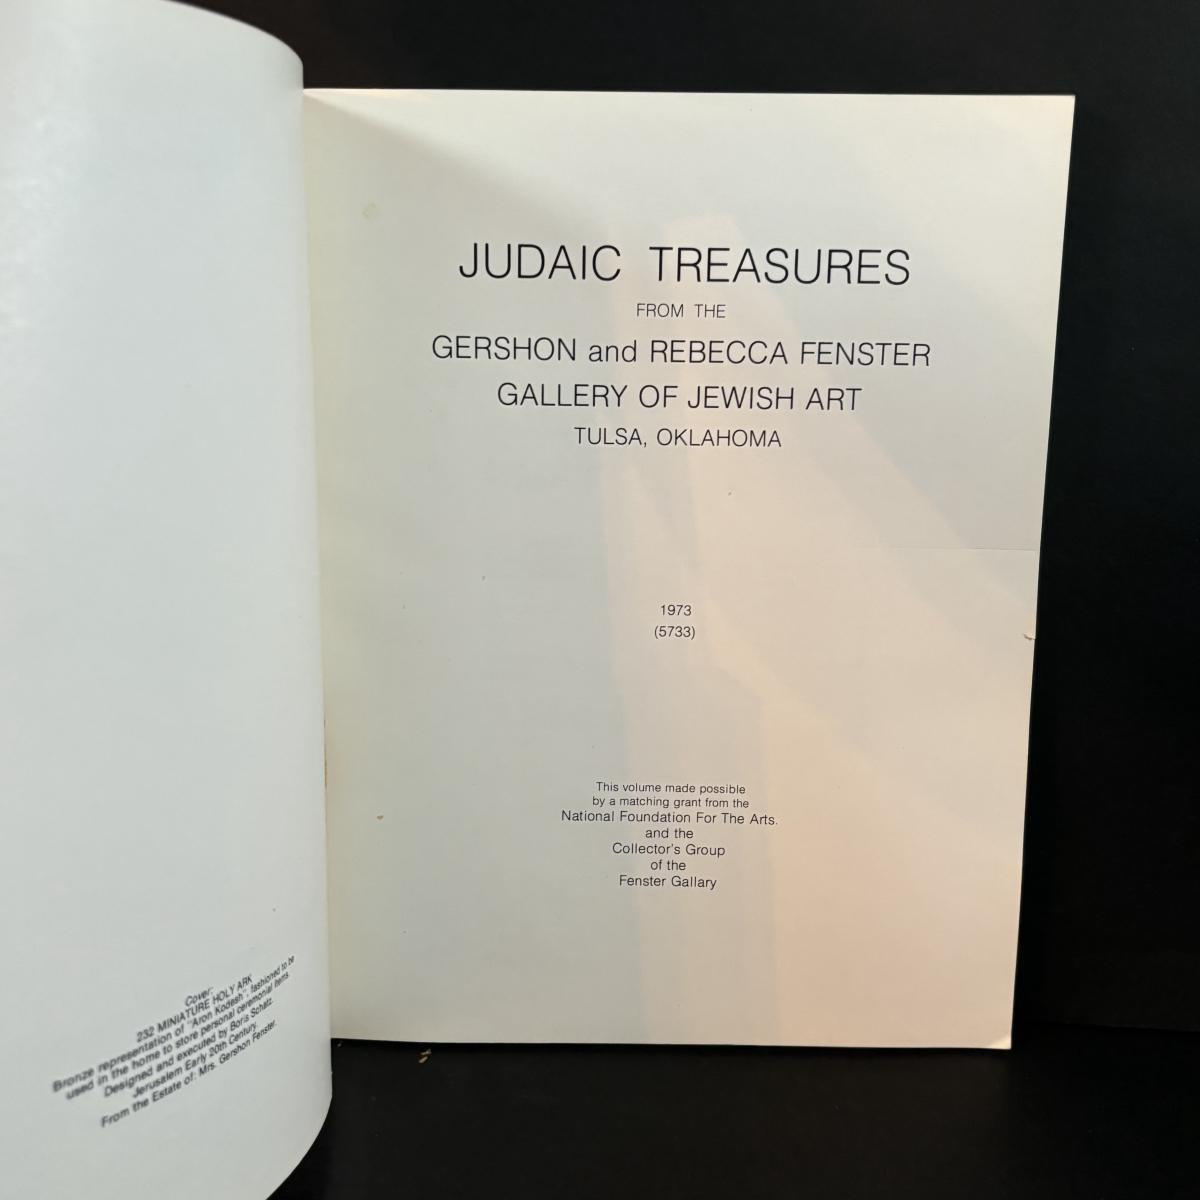 Cover:
232 MINIATURE HOLY ARK
Bronze representation of "Aron Kodesh", fashioned to be
used in the home to store personal ceremonial items.
Designed and executed by Boris Schatz.
Jerusalem Early 20th Century.
From the Estate of: Mrs. Gershon Fenster.
JUDAIC TREASURES
FROM THE
GERSHON and REBECCA FENSTER
GALLERY OF JEWISH ART
TULSA, OKLAHOMA
1973
(5733)
This volume made possible
by a matching grant from the
National Foundation For The Arts.
and the
Collector's Group
of the
Fenster Gallary